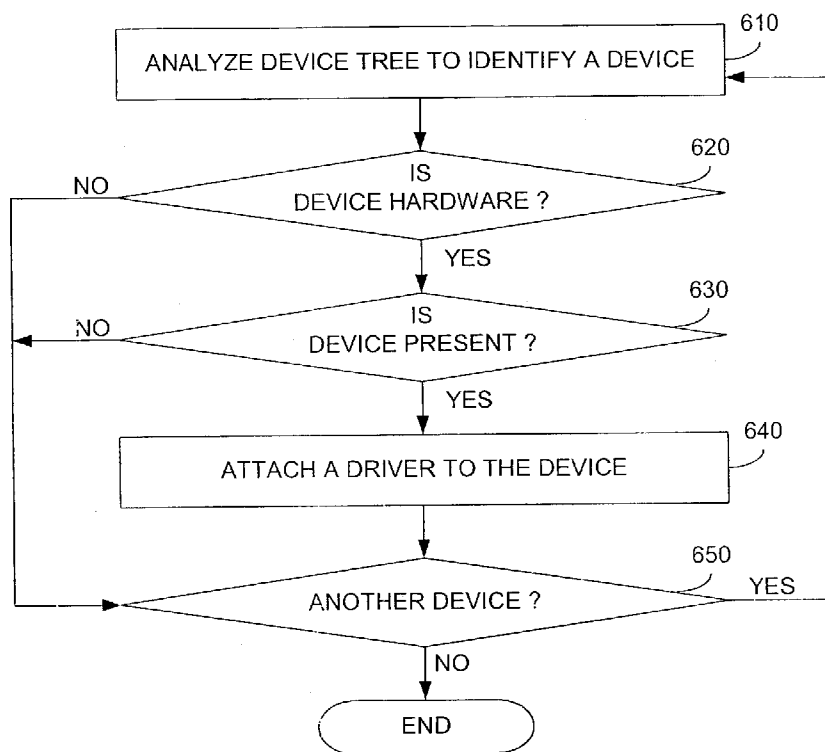 610
ANALYZE DEVICE TREE TO IDENTIFY A DEVICE
620
NO
IS
DEVICE HARDWARE ?
YES
630
NO
IS
DEVICE PRESENT ?
YES
640
ATTACH A DRIVER TO THE DEVICE
650
ANOTHER DEVICE ?
YES
NO
END